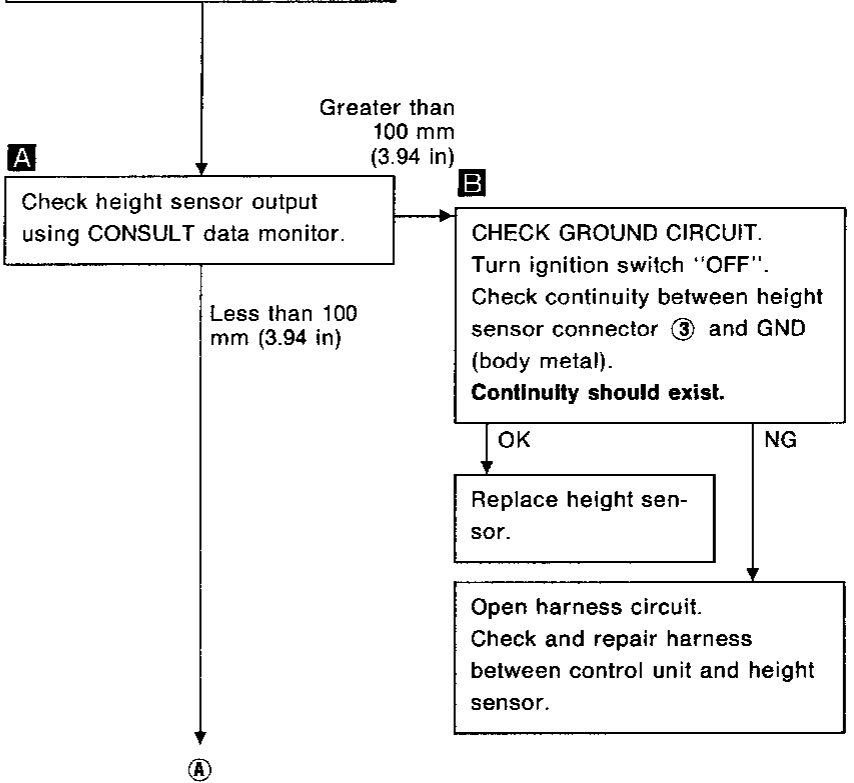 Greater than
100 mm
(3.94 in)
A
Check height sensor output
using CONSULT data monitor.
B
CHECK GROUND CIRCUIT.
Turn ignition switch "OFF".
Check continuity between height
sensor connector ③ and GND
(body metal).
Continuity should exist.
Less than 100
mm (3.94 in)
OK
NG
Replace height sen-
sor.
Open harness circuit.
Check and repair harness
between control unit and height
sensor.
Ⓐ